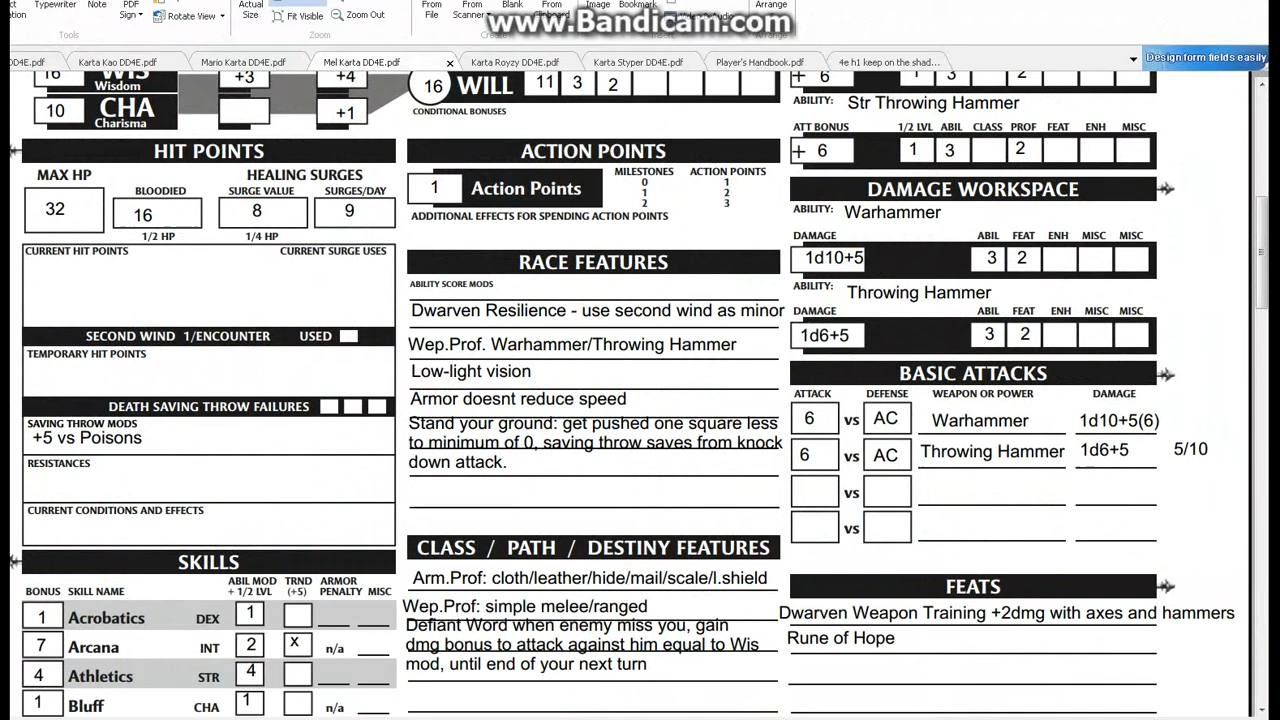 Typewriter Note PDF Sign
Tools
Actual Size
Rotate View
Fit Visible
Zoom Out
Zoom
From File
From Scanner
Blank
From Clipboard
Image
Bookmark
Arrange
www.Bandicam.com
DD4E.pdf
Karta Kao DD4E.pdf
Mario Karta DD4E.pdf
Mel Karta DD4E.pdf
Karta Royzy DD4E.pdf
Karta Styper DD4E.pdf
Player's Handbook.pdf
4e h1 keep on the shad...
Design form fields easily
16 WIS +3 +4
Wisdom
10 CHA +1
Charisma
HIT POINTS
MAX HP
HEALING SURGES
BLOODIED SURGE VALUE SURGES/DAY
32 16 8 9
1/2 HP 1/4 HP
CURRENT HIT POINTS CURRENT SURGE USES
SECOND WIND 1/ENCOUNTER USED
TEMPORARY HIT POINTS
DEATH SAVING THROW FAILURES
SAVING THROW MODS
+5 vs Poisons
RESISTANCES
CURRENT CONDITIONS AND EFFECTS
SKILLS
BONUS SKILL NAME ABIL MOD + 1/2 LVL TRND (+5) ARMOR PENALTY MISC
1 Acrobatics DEX 1
7 Arcana INT 2 x n/a
4 Athletics STR 4
1 Bluff CHA 1 n/a
16 WILL 11 3 2
CONDITIONAL BONUSES
ACTION POINTS
1 Action Points
MILESTONES ACTION POINTS
0 1
1 2
2 3
ADDITIONAL EFFECTS FOR SPENDING ACTION POINTS
RACE FEATURES
ABILITY SCORE MODS
Dwarven Resilience - use second wind as minor
Wep.Prof. Warhammer/Throwing Hammer
Low-light vision
Armor doesnt reduce speed
Stand your ground: get pushed one square less
to minimum of 0, saving throw saves from knock
down attack.
CLASS / PATH / DESTINY FEATURES
Arm.Prof: cloth/leather/hide/mail/scale/l.shield
Wep.Prof: simple melee/ranged
Defiant Word when enemy miss you, gain
dmg bonus to attack against him equal to Wis
mod, until end of your next turn
+ 6 1 3 2
ABILITY: Str Throwing Hammer
ATT BONUS 1/2 LVL ABIL CLASS PROF FEAT ENH MISC
+ 6 1 3 2
DAMAGE WORKSPACE
ABILITY: Warhammer
DAMAGE ABIL FEAT ENH MISC MISC
1d10+5 3 2
ABILITY: Throwing Hammer
DAMAGE ABIL FEAT ENH MISC MISC
1d6+5 3 2
BASIC ATTACKS
ATTACK DEFENSE WEAPON OR POWER DAMAGE
6 vs AC Warhammer 1d10+5(6)
6 vs AC Throwing Hammer 1d6+5 5/10
vs
vs
FEATS
Dwarven Weapon Training +2dmg with axes and hammers
Rune of Hope